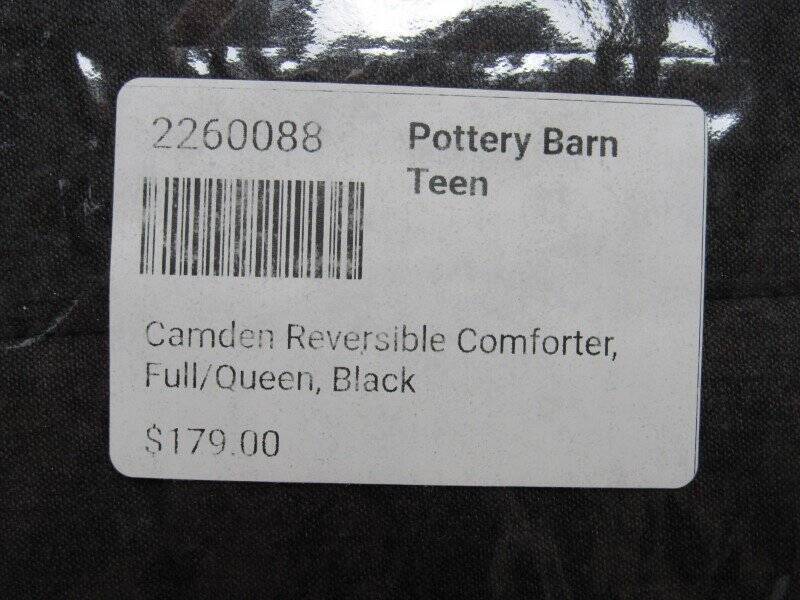 2260088
Pottery Barn
Teen
Camden Reversible Comforter,
Full/Queen, Black
$179.00